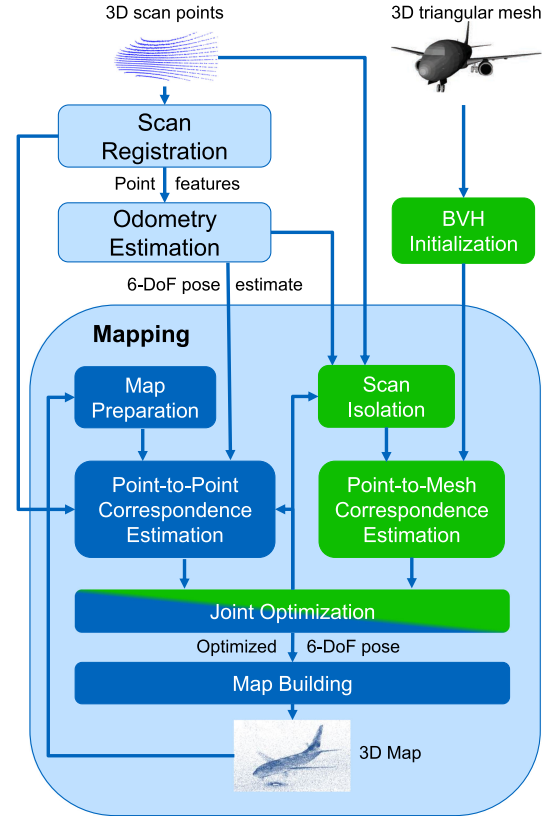 3D scan points
3D triangular mesh
Scan
Registration
Point features
Odometry
Estimation
BVH
Initialization
6-DoF pose estimate
Mapping
Map
Preparation
Scan
Isolation
Point-to-Point
Correspondence
Estimation
Point-to-Mesh
Correspondence
Estimation
Joint Optimization
Optimized 6-DoF pose
Map Building
3D Map